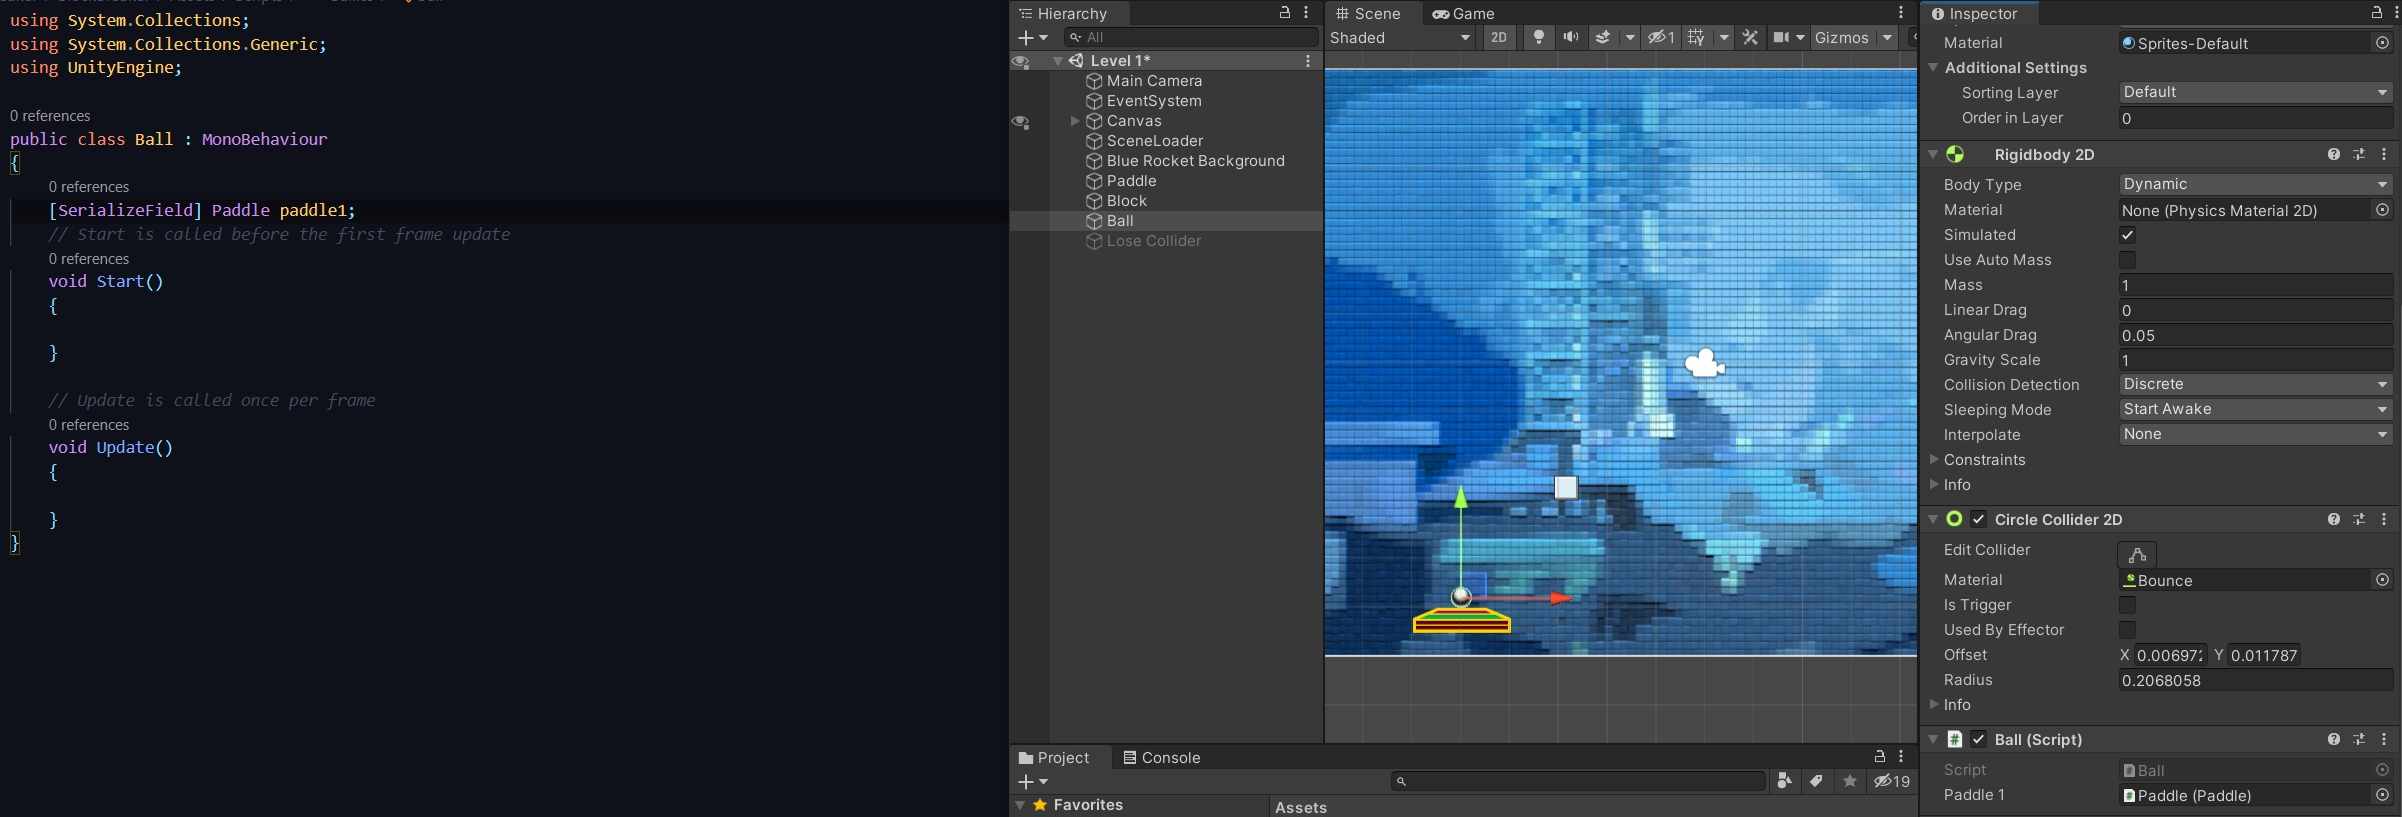 using System.Collections;
using System.Collections.Generic;
using UnityEngine;
0 references
public class Ball : MonoBehaviour
{
0 references
[SerializeField] Paddle paddle1;
// Start is called before the first frame update
0 references
void Start()
{
}
// Update is called once per frame
0 references
void Update()
{
}
}
Hierarchy
All
Level 1*
Main Camera
EventSystem
Canvas
SceneLoader
Blue Rocket Background
Paddle
Block
Ball
Lose Collider
Scene
Game
Shaded
2D
1
Gizmos
Project
Console
19
Favorites
Assets
Inspector
Material
Sprites-Default
Additional Settings
Sorting Layer
Default
Order in Layer
0
Rigidbody 2D
Body Type
Dynamic
Material
None (Physics Material 2D)
Simulated
Use Auto Mass
Mass
1
Linear Drag
0
Angular Drag
0.05
Gravity Scale
1
Collision Detection
Discrete
Sleeping Mode
Start Awake
Interpolate
None
Constraints
Info
Circle Collider 2D
Edit Collider
Material
Bounce
Is Trigger
Used By Effector
Offset
X 0.006972 Y 0.011787
Radius
0.2068058
Info
# Ball (Script)
Script
Ball
Paddle 1
Paddle (Paddle)